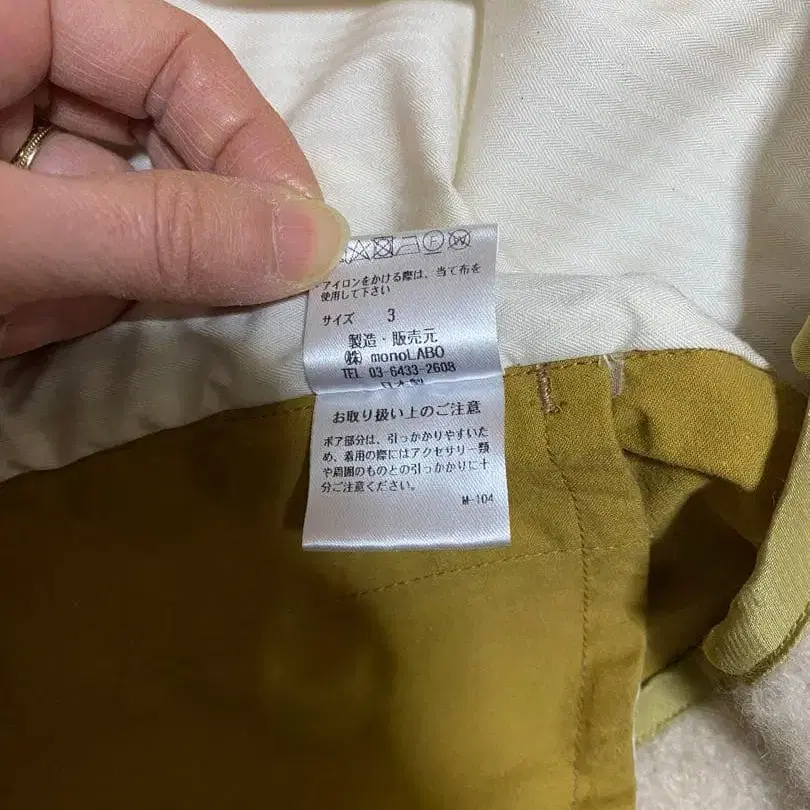 ・アイロンをかける際は、当て布を
使用して下さい
サイズ 3
製造・販売元
㈱ monoLABO
TEL 03-6433-2608
日本製
お取り扱い上のご注意
ボア部分は、引っかかりやすいた
め、着用の際にはアクセサリー類
や周囲のものとの引っかかりに十
分ご注意ください。
M-104